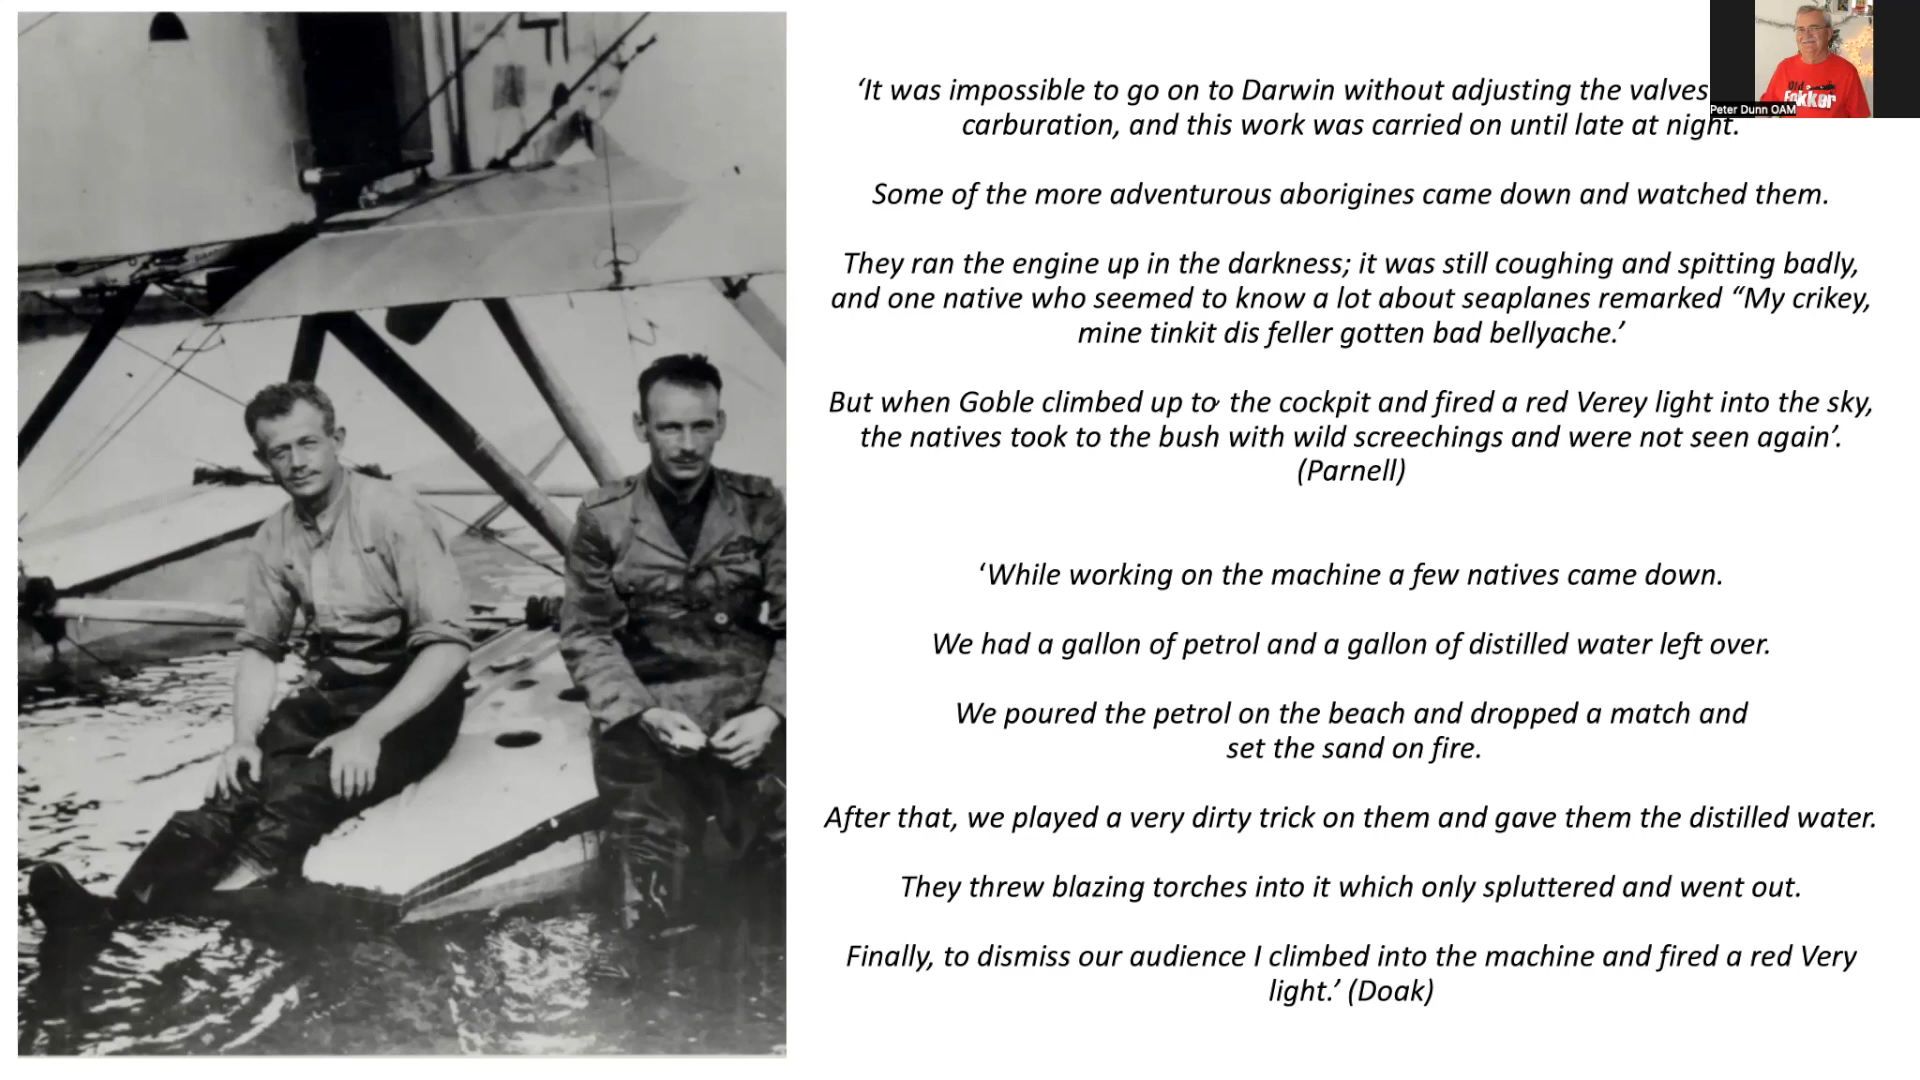 ‘It was impossible to go on to Darwin without adjusting the valves
carburation, and this work was carried on until late at night.
Some of the more adventurous aborigines came down and watched them.
They ran the engine up in the darkness; it was still coughing and spitting badly,
and one native who seemed to know a lot about seaplanes remarked “My crikey,
mine tinkit dis feller gotten bad bellyache.’
But when Goble climbed up to the cockpit and fired a red Verey light into the sky,
the natives took to the bush with wild screechings and were not seen again’.
(Parnell)
‘While working on the machine a few natives came down.
We had a gallon of petrol and a gallon of distilled water left over.
We poured the petrol on the beach and dropped a match and
set the sand on fire.
After that, we played a very dirty trick on them and gave them the distilled water.
They threw blazing torches into it which only spluttered and went out.
Finally, to dismiss our audience I climbed into the machine and fired a red Very
light.’ (Doak)
Old
Fokker
Peter Dunn OAM